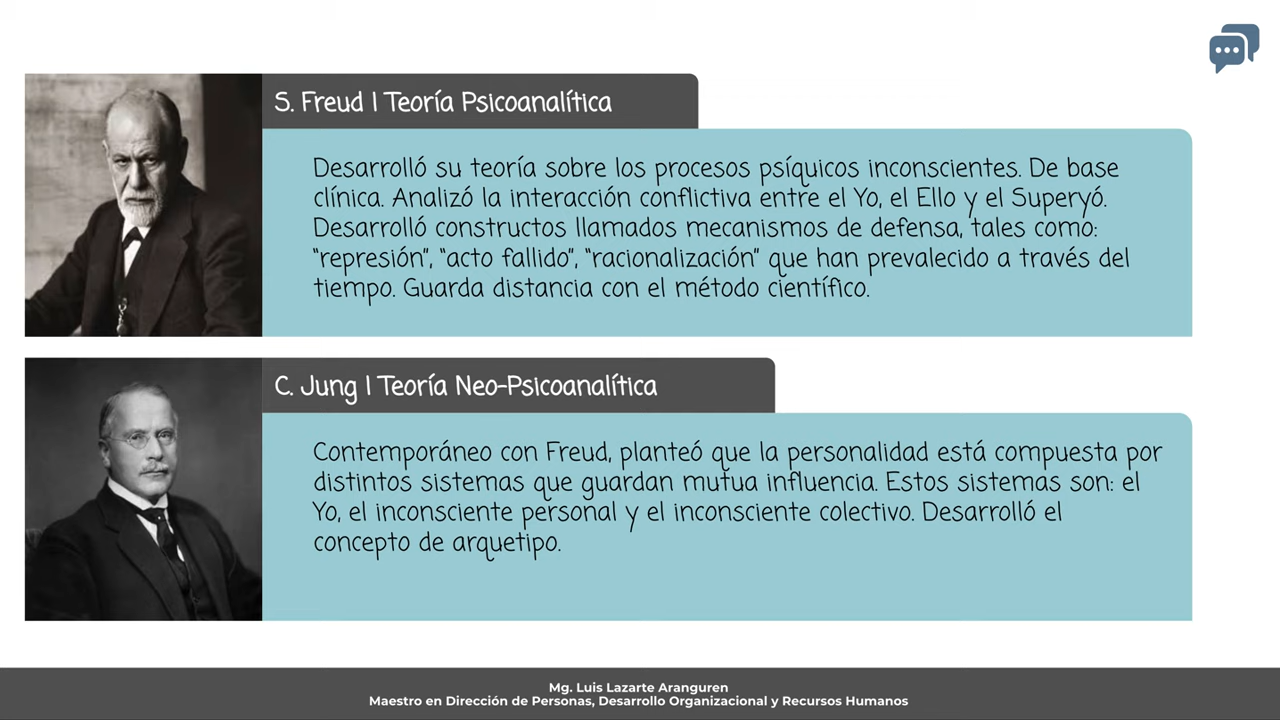 S. Freud | Teoría Psicoanalítica
Desarrolló su teoría sobre los procesos psíquicos inconscientes. De base
clínica. Analizó la interacción conflictiva entre el Yo, el Ello y el Superyó.
Desarrolló constructos llamados mecanismos de defensa, tales como:
“represión”, “acto fallido”, “racionalización” que han prevalecido a través del
tiempo. Guarda distancia con el método científico.
C. Jung | Teoría Neo-Psicoanalítica
Contemporáneo con Freud, planteó que la personalidad está compuesta por
distintos sistemas que guardan mutua influencia. Estos sistemas son: el
Yo, el inconsciente personal y el inconsciente colectivo. Desarrolló el
concepto de arquetipo.
Mg. Luis Lazarte Aranguren
Maestro en Dirección de Personas, Desarrollo Organizacional y Recursos Humanos